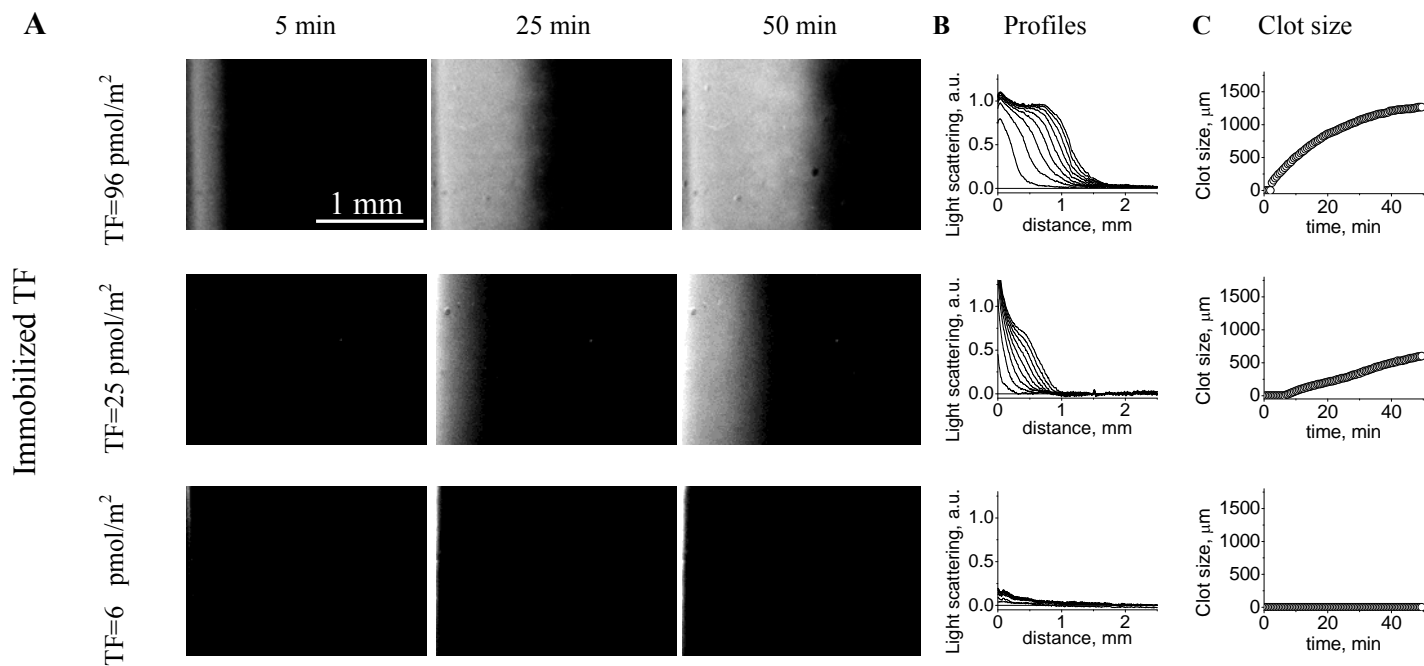 A 5 min 25 min 50 min B Profiles C Clot size
Immobilized TF
TF=96 pmol/m²
1 mm
Light scattering, a.u.
1.0
0.5
0.0
0 1 2
distance, mm
Clot size, μm
1500
1000
500
0
0 20 40
time, min
TF=25 pmol/m²
Light scattering, a.u.
1.0
0.5
0.0
0 1 2
distance, mm
Clot size, μm
1500
1000
500
0
0 20 40
time, min
TF=6 pmol/m²
Light scattering, a.u.
1.0
0.5
0.0
0 1 2
distance, mm
Clot size, μm
1500
1000
500
0
0 20 40
time, min